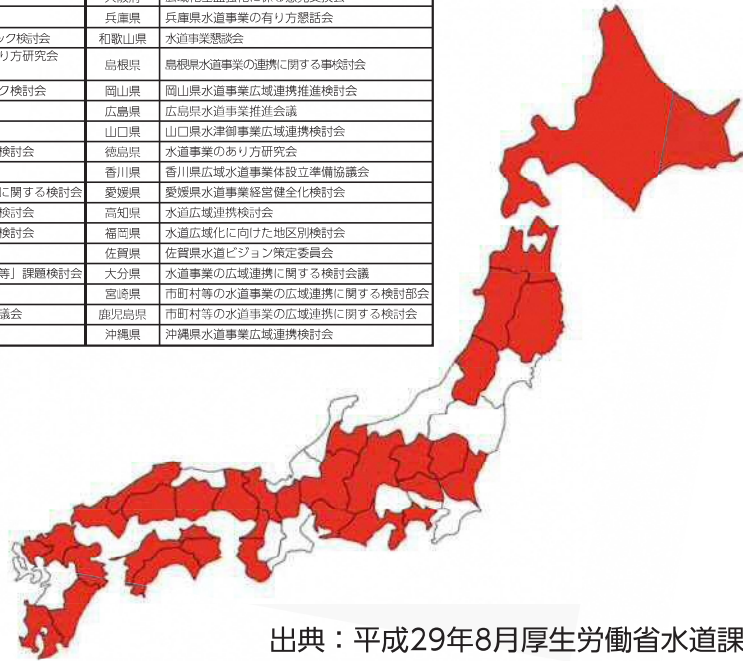 兵庫県 兵庫県水道事業の有り方懇話会
ック検討会 和歌山県 水道事業懇談会
り方研究会 島根県 島根県水道事業の連携に関する事検討会
ク検討会 岡山県 岡山県水道事業広域連携推進検討会
広島県 広島県水道事業推進会議
山口県 山口県水津御事業広域連携検討会
検討会 徳島県 水道事業のあり方研究会
香川県 香川県広域水道事業体設立準備協議会
に関する検討会 愛媛県 愛媛県水道事業経営健全化検討会
検討会 高知県 水道広域連携検討会
検討会 福岡県 水道広域化に向けた地区別検討会
佐賀県 佐賀県水道ビジョン策定委員会
等」課題検討会 大分県 水道事業の広域連携に関する検討会議
宮崎県 市町村等の水道事業の広域連携に関する検討部会
議会 鹿児島県 市町村等の水道事業の広域連携に関する検討会
沖縄県 沖縄県水道事業広域連携検討会
出典：平成29年8月厚生労働省水道課